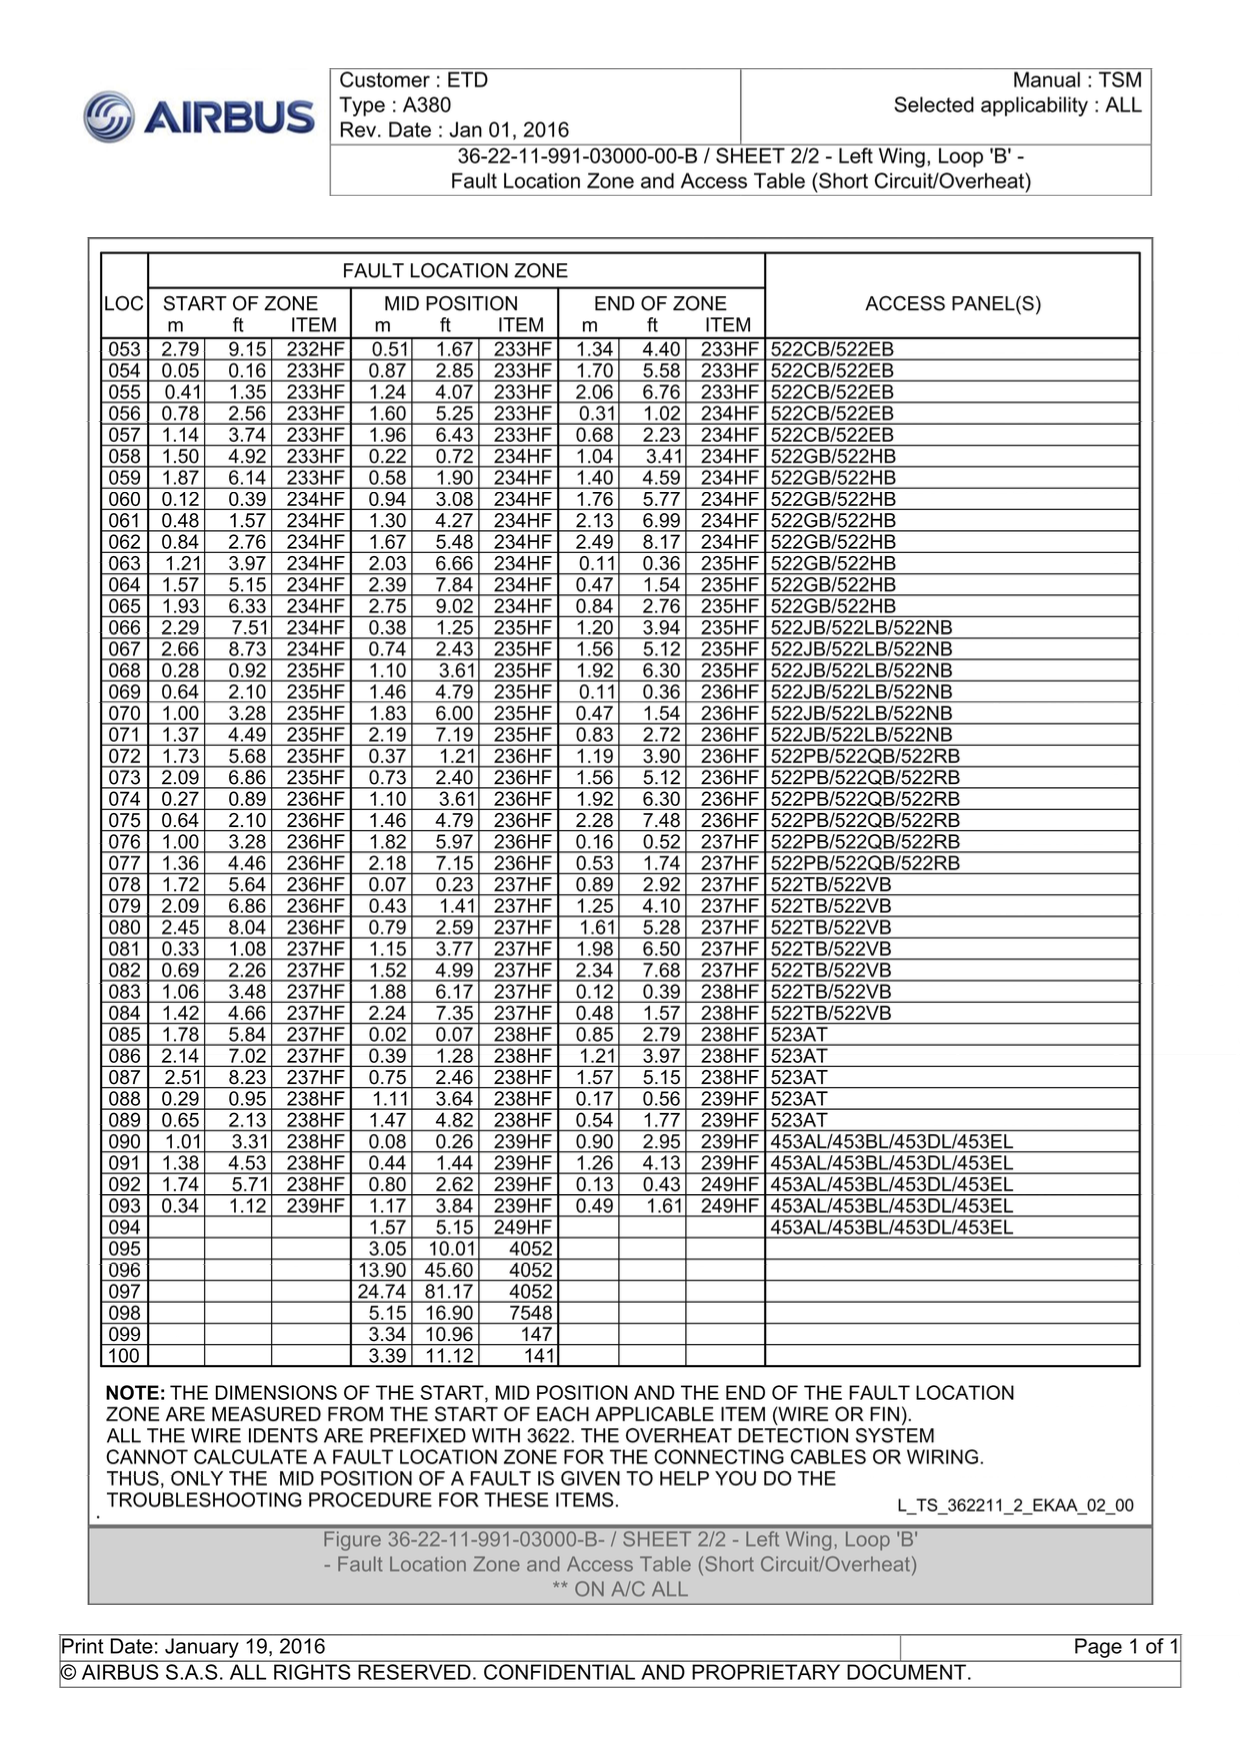 AIRBUS
Customer : ETD
Type : A380
Rev. Date : Jan 01, 2016
Manual : TSM
Selected applicability : ALL
36-22-11-991-03000-00-B / SHEET 2/2 - Left Wing, Loop 'B' -
Fault Location Zone and Access Table (Short Circuit/Overheat)
FAULT LOCATION ZONE
LOC START OF ZONE MID POSITION END OF ZONE ACCESS PANEL(S)
m ft ITEM m ft ITEM m ft ITEM
053 2.79 9.15 232HF 0.51 1.67 233HF 1.34 4.40 233HF 522CB/522EB
054 0.05 0.16 233HF 0.87 2.85 233HF 1.70 5.58 233HF 522CB/522EB
055 0.41 1.35 233HF 1.24 4.07 233HF 2.06 6.76 233HF 522CB/522EB
056 0.78 2.56 233HF 1.60 5.25 233HF 0.31 1.02 234HF 522CB/522EB
057 1.14 3.74 233HF 1.96 6.43 233HF 0.68 2.23 234HF 522CB/522EB
058 1.50 4.92 233HF 0.22 0.72 234HF 1.04 3.41 234HF 522GB/522HB
059 1.87 6.14 233HF 0.58 1.90 234HF 1.40 4.59 234HF 522GB/522HB
060 0.12 0.39 234HF 0.94 3.08 234HF 1.76 5.77 234HF 522GB/522HB
061 0.48 1.57 234HF 1.30 4.27 234HF 2.13 6.99 234HF 522GB/522HB
062 0.84 2.76 234HF 1.67 5.48 234HF 2.49 8.17 234HF 522GB/522HB
063 1.21 3.97 234HF 2.03 6.66 234HF 0.11 0.36 235HF 522GB/522HB
064 1.57 5.15 234HF 2.39 7.84 234HF 0.47 1.54 235HF 522GB/522HB
065 1.93 6.33 234HF 2.75 9.02 234HF 0.84 2.76 235HF 522GB/522HB
066 2.29 7.51 234HF 0.38 1.25 235HF 1.20 3.94 235HF 522JB/522LB/522NB
067 2.66 8.73 234HF 0.74 2.43 235HF 1.56 5.12 235HF 522JB/522LB/522NB
068 0.28 0.92 235HF 1.10 3.61 235HF 1.92 6.30 235HF 522JB/522LB/522NB
069 0.64 2.10 235HF 1.46 4.79 235HF 0.11 0.36 236HF 522JB/522LB/522NB
070 1.00 3.28 235HF 1.83 6.00 235HF 0.47 1.54 236HF 522JB/522LB/522NB
071 1.37 4.49 235HF 2.19 7.19 235HF 0.83 2.72 236HF 522JB/522LB/522NB
072 1.73 5.68 235HF 0.37 1.21 236HF 1.19 3.90 236HF 522PB/522QB/522RB
073 2.09 6.86 235HF 0.73 2.40 236HF 1.56 5.12 236HF 522PB/522QB/522RB
074 0.27 0.89 236HF 1.10 3.61 236HF 1.92 6.30 236HF 522PB/522QB/522RB
075 0.64 2.10 236HF 1.46 4.79 236HF 2.28 7.48 236HF 522PB/522QB/522RB
076 1.00 3.28 236HF 1.82 5.97 236HF 0.16 0.52 237HF 522PB/522QB/522RB
077 1.36 4.46 236HF 2.18 7.15 236HF 0.53 1.74 237HF 522PB/522QB/522RB
078 1.72 5.64 236HF 0.07 0.23 237HF 0.89 2.92 237HF 522TB/522VB
079 2.09 6.86 236HF 0.43 1.41 237HF 1.25 4.10 237HF 522TB/522VB
080 2.45 8.04 236HF 0.79 2.59 237HF 1.61 5.28 237HF 522TB/522VB
081 0.33 1.08 237HF 1.15 3.77 237HF 1.98 6.50 237HF 522TB/522VB
082 0.69 2.26 237HF 1.52 4.99 237HF 2.34 7.68 237HF 522TB/522VB
083 1.06 3.48 237HF 1.88 6.17 237HF 0.12 0.39 238HF 522TB/522VB
084 1.42 4.66 237HF 2.24 7.35 237HF 0.48 1.57 238HF 522TB/522VB
085 1.78 5.84 237HF 0.02 0.07 238HF 0.85 2.79 238HF 523AT
086 2.14 7.02 237HF 0.39 1.28 238HF 1.21 3.97 238HF 523AT
087 2.51 8.23 237HF 0.75 2.46 238HF 1.57 5.15 238HF 523AT
088 0.29 0.95 238HF 1.11 3.64 238HF 0.17 0.56 239HF 523AT
089 0.65 2.13 238HF 1.47 4.82 238HF 0.54 1.77 239HF 523AT
090 1.01 3.31 238HF 0.08 0.26 239HF 0.90 2.95 239HF 453AL/453BL/453DL/453EL
091 1.38 4.53 238HF 0.44 1.44 239HF 1.26 4.13 239HF 453AL/453BL/453DL/453EL
092 1.74 5.71 238HF 0.80 2.62 239HF 0.13 0.43 249HF 453AL/453BL/453DL/453EL
093 0.34 1.12 239HF 1.17 3.84 239HF 0.49 1.61 249HF 453AL/453BL/453DL/453EL
094 1.57 5.15 249HF 453AL/453BL/453DL/453EL
095 3.05 10.01 4052
096 13.90 45.60 4052
097 24.74 81.17 4052
098 5.15 16.90 7548
099 3.34 10.96 147
100 3.39 11.12 141
NOTE: THE DIMENSIONS OF THE START, MID POSITION AND THE END OF THE FAULT LOCATION
ZONE ARE MEASURED FROM THE START OF EACH APPLICABLE ITEM (WIRE OR FIN).
ALL THE WIRE IDENTS ARE PREFIXED WITH 3622. THE OVERHEAT DETECTION SYSTEM
CANNOT CALCULATE A FAULT LOCATION ZONE FOR THE CONNECTING CABLES OR WIRING.
THUS, ONLY THE MID POSITION OF A FAULT IS GIVEN TO HELP YOU DO THE
TROUBLESHOOTING PROCEDURE FOR THESE ITEMS.
L_TS_362211_2_EKAA_02_00
Figure 36-22-11-991-03000-B- / SHEET 2/2 - Left Wing, Loop 'B'
- Fault Location Zone and Access Table (Short Circuit/Overheat)
** ON A/C ALL
Print Date: January 19, 2016
Page 1 of 1
© AIRBUS S.A.S. ALL RIGHTS RESERVED. CONFIDENTIAL AND PROPRIETARY DOCUMENT.